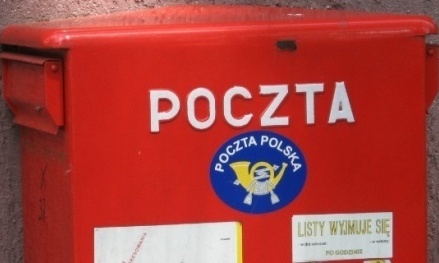 POCZTA
POCZTA POLSKA
LISTY WYJMUJE SIĘ
PO GODZINIE